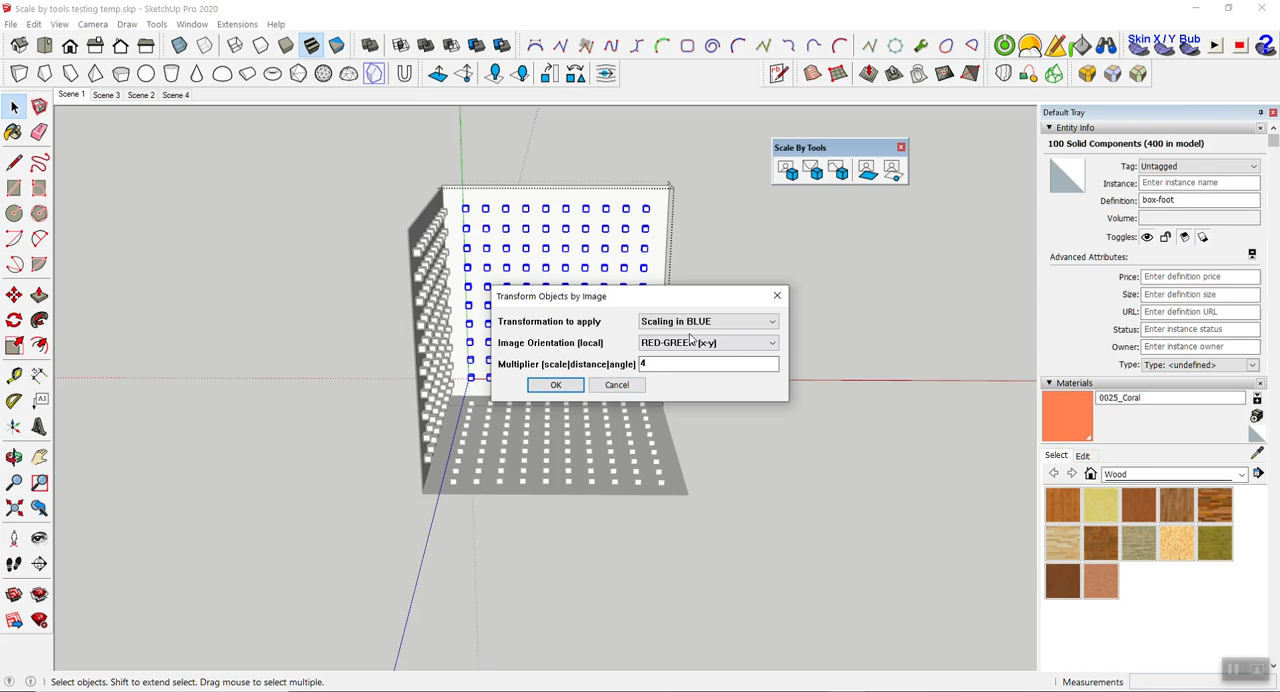 Scale by tools testing temp.skp - SketchUp Pro 2020
File Edit View Camera Draw Tools Window Extensions Help
Skin X / Y Bub
Scene 1 Scene 3 Scene 2 Scene 4
Default Tray
Entity Info
100 Solid Components (400 in model)
Tag: Untagged
Instance: Enter instance name
Definition: box-foot
Volume:
Toggles:
Advanced Attributes:
Price: Enter definition price
Size: Enter definition size
URL: Enter definition URL
Status: Enter instance status
Owner: Enter instance owner
Type: Type: <undefined>
Materials
0025_Coral
Select Edit
Wood
Scale By Tools
Transform Objects by Image
Transformation to apply Scaling in BLUE
Image Orientation (local) RED-GREEN (x-y)
Multiplier (scale|distance|angle) 4
OK Cancel
Select objects. Shift to extend select. Drag mouse to select multiple.
Measurements